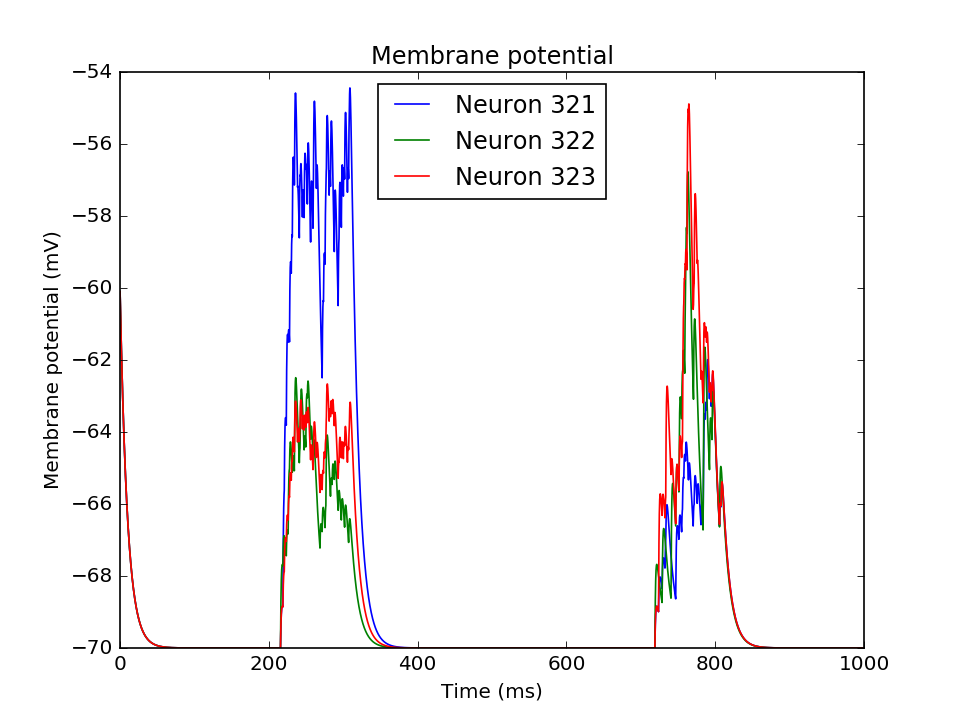 Membrane potential
Neuron 321
Neuron 322
Neuron 323
Membrane potential (mV)
−54
−56
−58
−60
−62
−64
−66
−68
−70
0 200 400 600 800 1000
Time (ms)